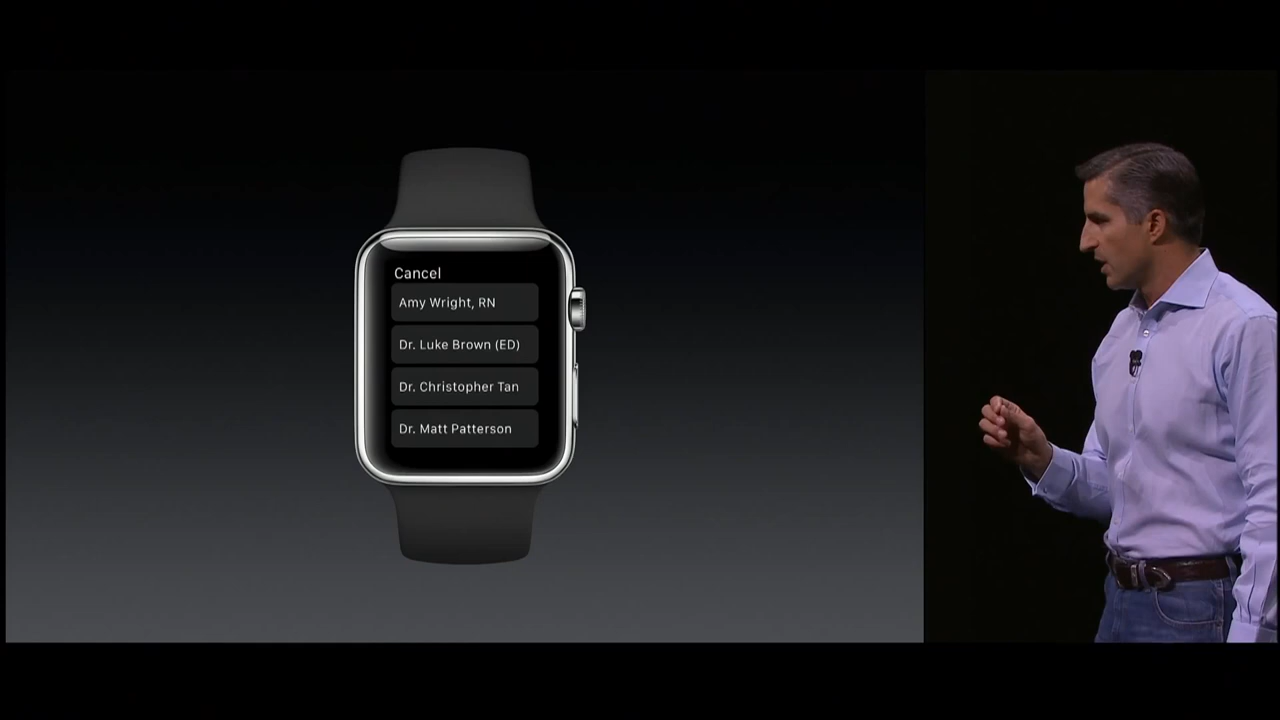 Cancel
Amy Wright, RN
Dr. Luke Brown (ED)
Dr. Christopher Tan
Dr. Matt Patterson